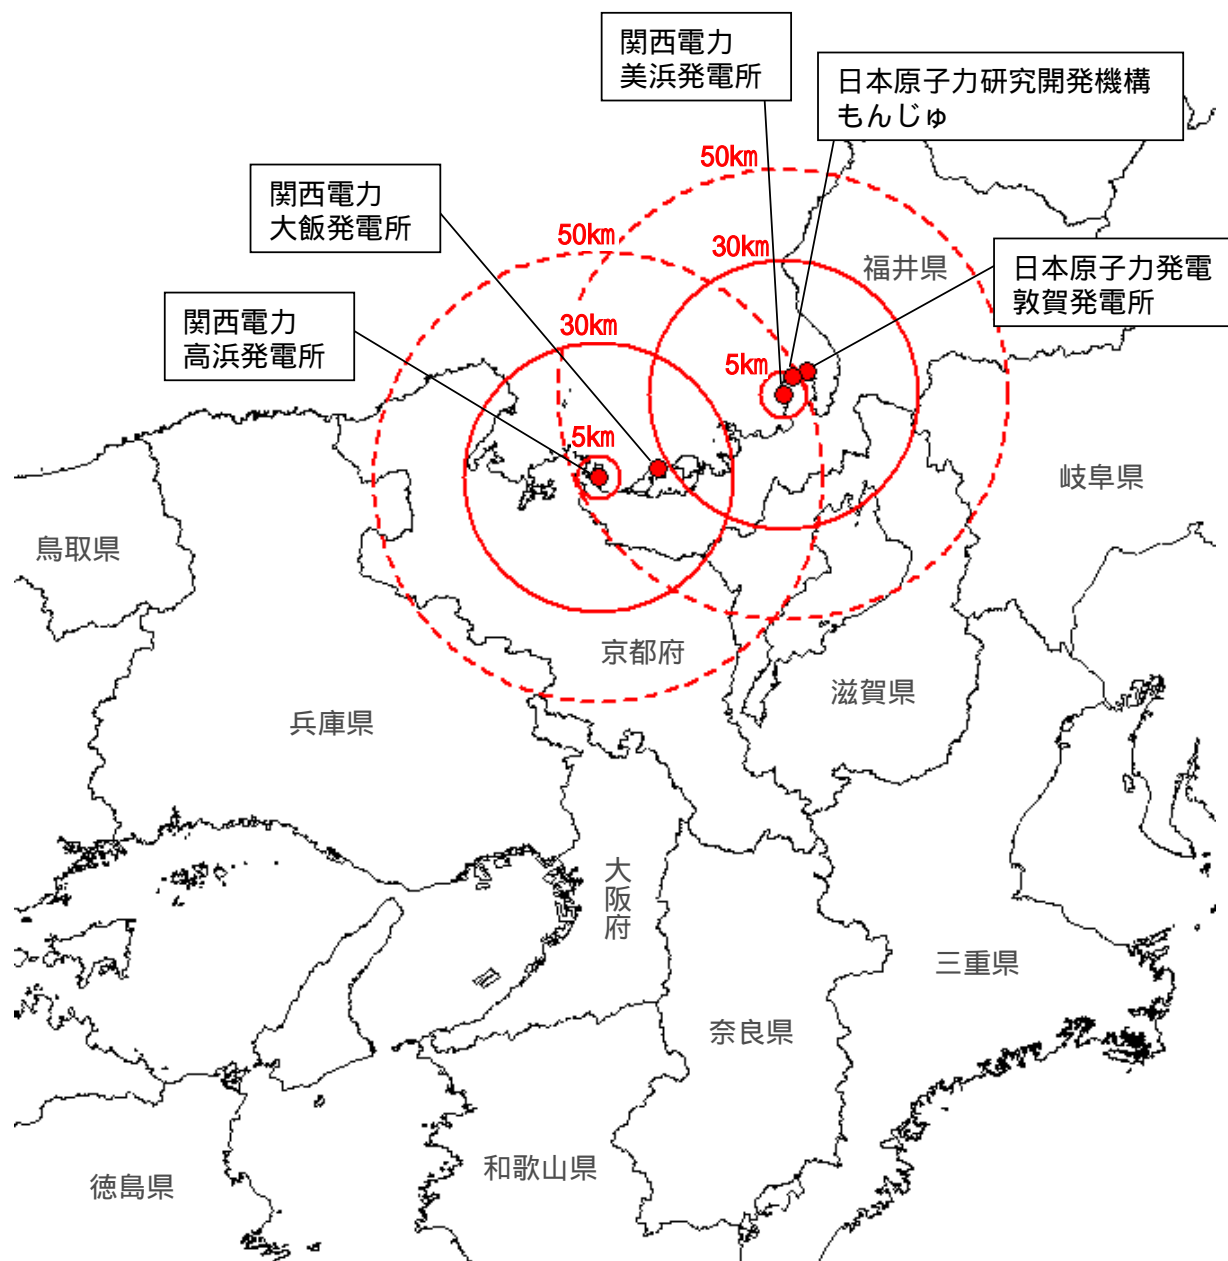 関西電力
美浜発電所
日本原子力研究開発機構
もんじゅ
50km
関西電力
大飯発電所
50km
30km
福井県
日本原子力発電
敦賀発電所
関西電力
高浜発電所
30km
5km
5km
岐阜県
鳥取県
京都府
滋賀県
兵庫県
大阪府
三重県
奈良県
和歌山県
徳島県